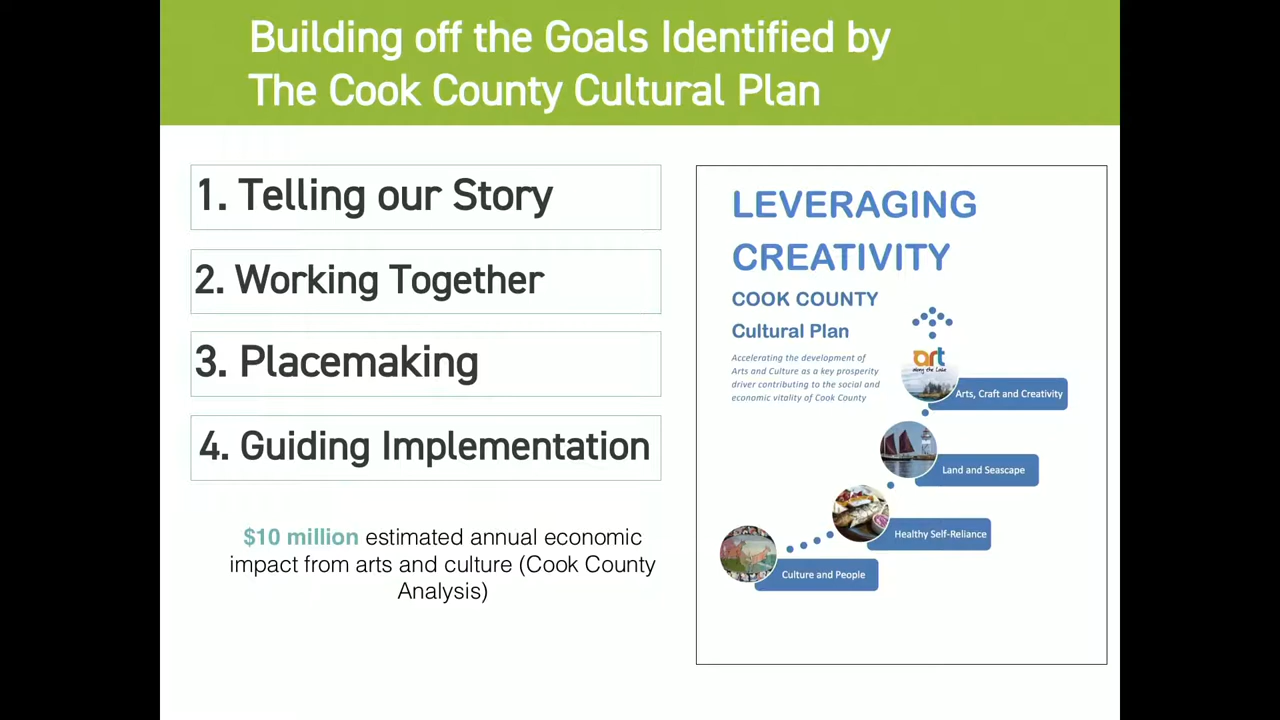 Building off the Goals Identified by
The Cook County Cultural Plan
1. Telling our Story
2. Working Together
3. Placemaking
4. Guiding Implementation
$10 million estimated annual economic
impact from arts and culture (Cook County
Analysis)
LEVERAGING
CREATIVITY
COOK COUNTY
Cultural Plan
Accelerating the development of
Arts and Culture as a key prosperity
driver contributing to the social and
economic vitality of Cook County
art
along the Lake
Arts, Craft and Creativity
Land and Seascape
Healthy Self-Reliance
Culture and People